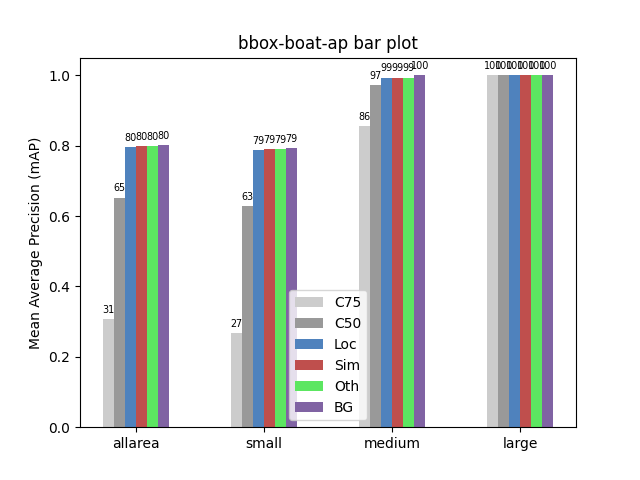 bbox-boat-ap bar plot
Mean Average Precision (mAP)
1.0
0.8
0.6
0.4
0.2
0.0
31 65 80 80 80 80
27 63 79 79 79 79
86 97 99 99 99 100
100 100 100 100 100 100
C75
C50
Loc
Sim
Oth
BG
allarea small medium large